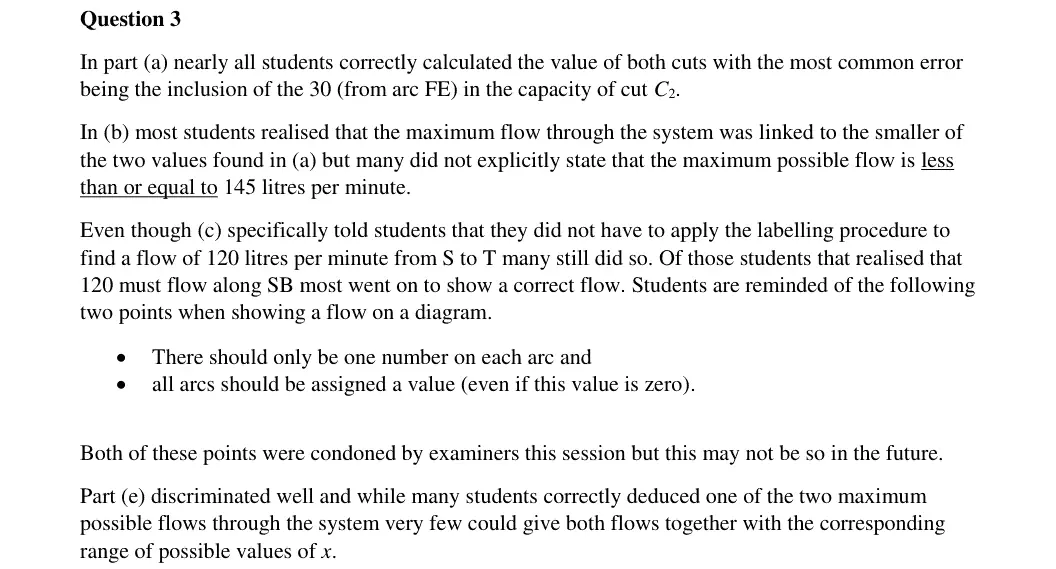 Question 3
In part (a) nearly all students correctly calculated the value of both cuts with the most common error
being the inclusion of the 30 (from arc FE) in the capacity of cut C₂.
In (b) most students realised that the maximum flow through the system was linked to the smaller of
the two values found in (a) but many did not explicitly state that the maximum possible flow is less
than or equal to 145 litres per minute.
Even though (c) specifically told students that they did not have to apply the labelling procedure to
find a flow of 120 litres per minute from S to T many still did so. Of those students that realised that
120 must flow along SB most went on to show a correct flow. Students are reminded of the following
two points when showing a flow on a diagram.
• There should only be one number on each arc and
• all arcs should be assigned a value (even if this value is zero).
Both of these points were condoned by examiners this session but this may not be so in the future.
Part (e) discriminated well and while many students correctly deduced one of the two maximum
possible flows through the system very few could give both flows together with the corresponding
range of possible values of x.